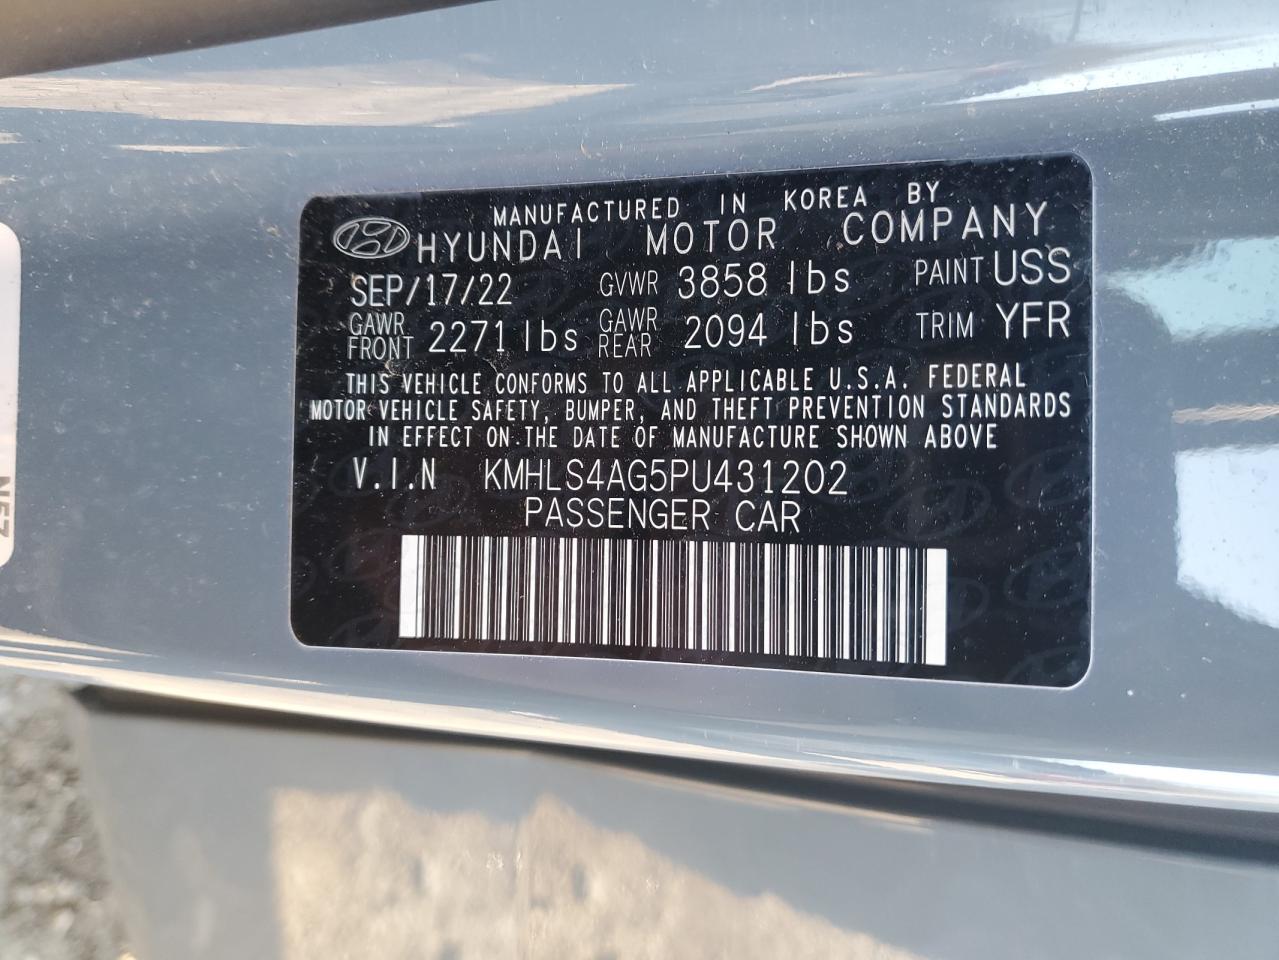 MANUFACTURED IN KOREA BY
HYUNDAI MOTOR COMPANY
SEP/17/22 GVWR 3858 lbs PAINT USS
GAWR FRONT 2271 lbs GAWR REAR 2094 lbs TRIM YFR
THIS VEHICLE CONFORMS TO ALL APPLICABLE U.S.A. FEDERAL
MOTOR VEHICLE SAFETY, BUMPER, AND THEFT PREVENTION STANDARDS
IN EFFECT ON THE DATE OF MANUFACTURE SHOWN ABOVE
V.I.N KMHLS4AG5PU431202
PASSENGER CAR